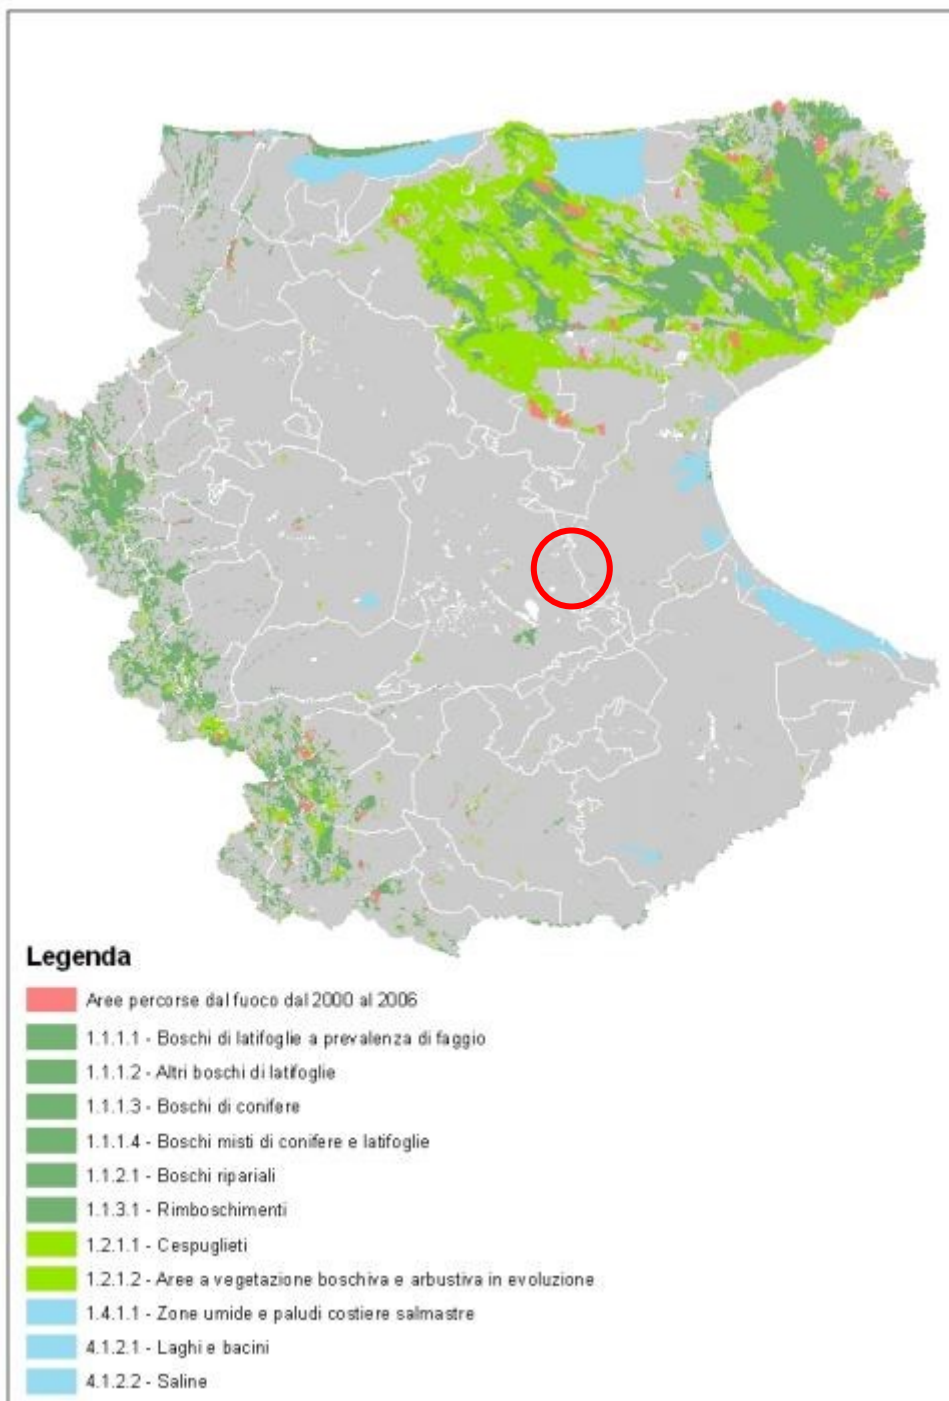 Legenda
Aree percorse dal fuoco dal 2000 al 2006
1.1.1.1 - Boschi di latifoglie a prevalenza di faggio
1.1.1.2 - Altri boschi di latifoglie
1.1.1.3 - Boschi di conifere
1.1.1.4 - Boschi misti di conifere e latifoglie
1.1.2.1 - Boschi ripariali
1.1.3.1 - Rimboschimenti
1.2.1.1 - Cespuglieti
1.2.1.2 - Aree a vegetazione boschiva e arbustiva in evoluzione
1.4.1.1 - Zone umide e paludi costiere salmastre
4.1.2.1 - Laghi e bacini
4.1.2.2 - Saline